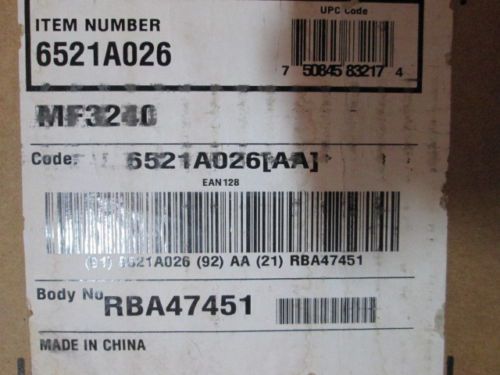 ITEM NUMBER
6521A026
UPC Code
7 50845 83217 4
MF3240
Code: 6521A026[AA]
EAN128
(91) 6521A026 (92) AA (21) RBA47451
Body No. RBA47451
MADE IN CHINA